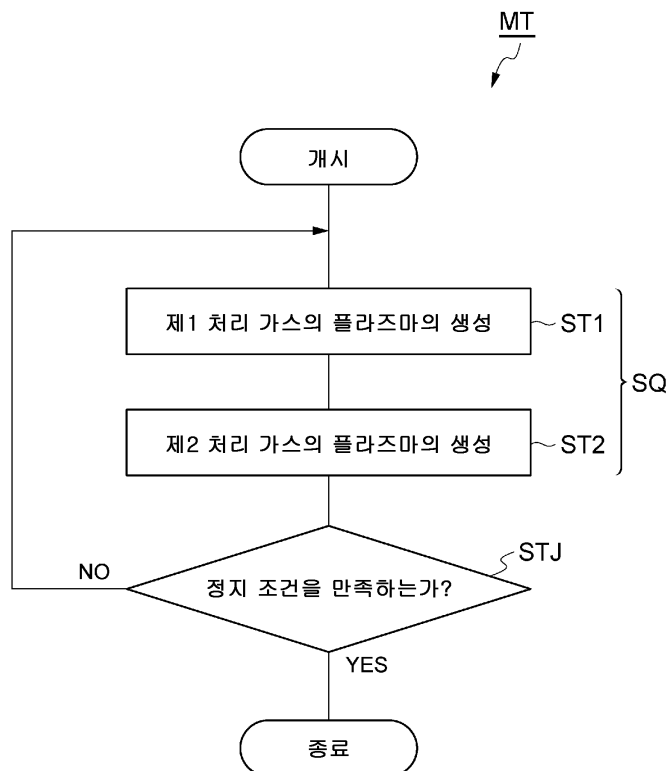 MT
개시
제1 처리 가스의 플라즈마의 생성
ST1
SQ
제2 처리 가스의 플라즈마의 생성
ST2
STJ
NO
정지 조건을 만족하는가?
YES
종료